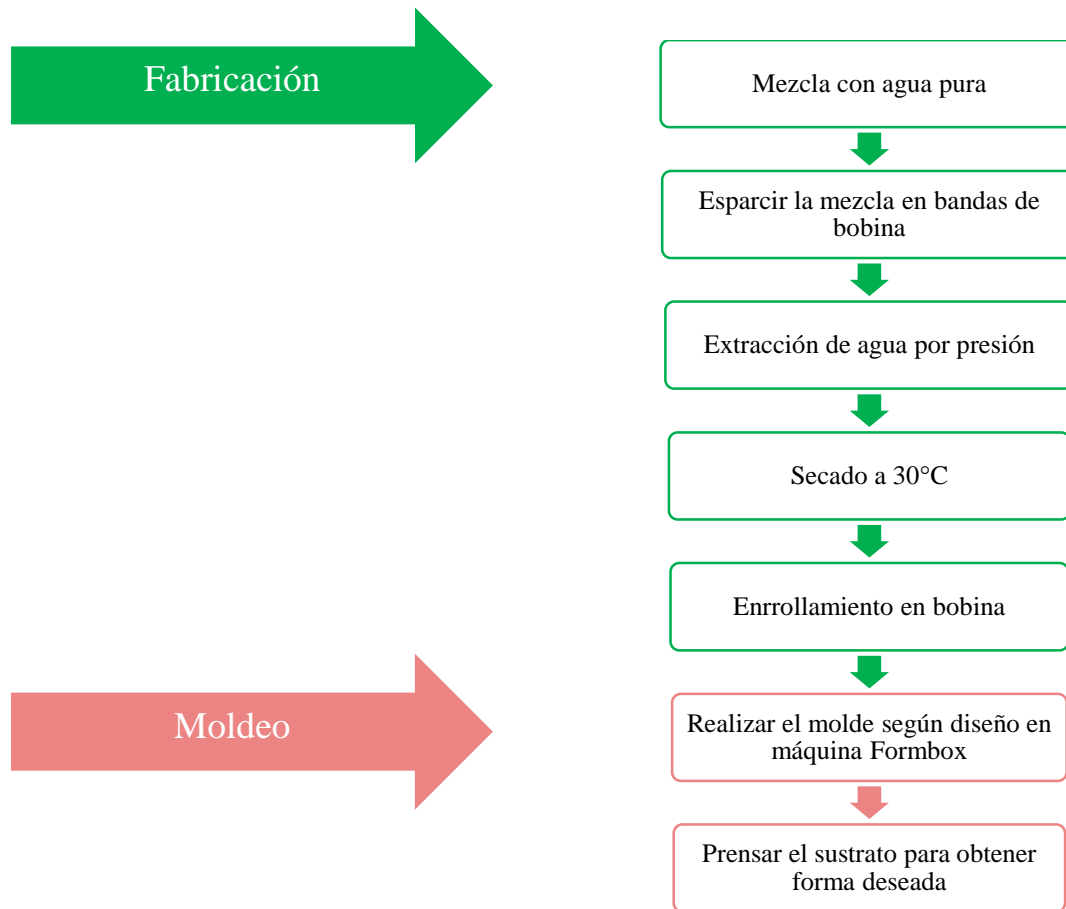 Fabricación
Mezcla con agua pura
Esparcir la mezcla en bandas de
bobina
Extracción de agua por presión
Secado a 30°C
Enrrollamiento en bobina
Moldeo
Realizar el molde según diseño en
máquina Formbox
Prensar el sustrato para obtener
forma deseada